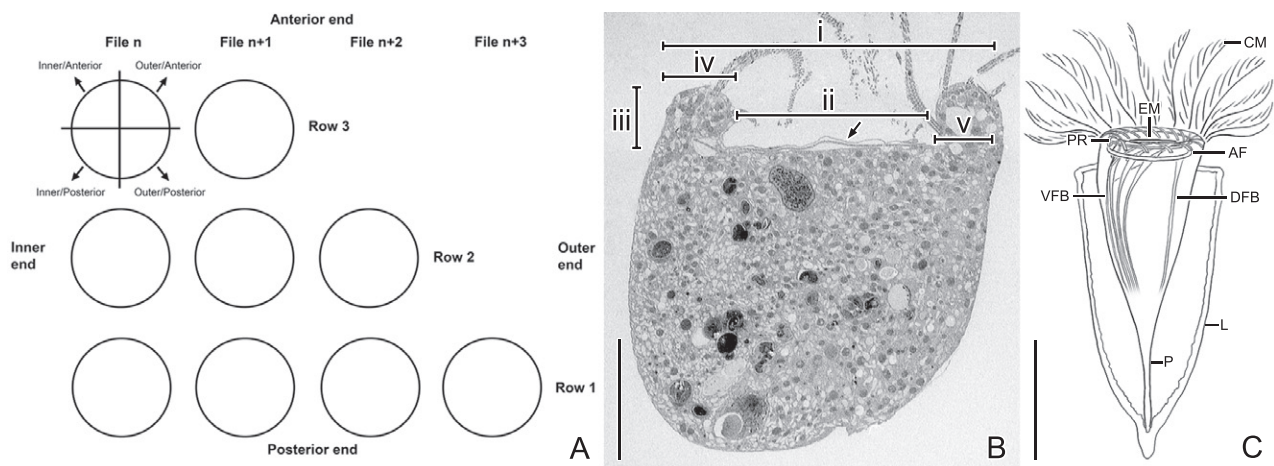 Anterior end
File n File n+1 File n+2 File n+3
Inner/Anterior Outer/Anterior
Row 3
Inner/Posterior Outer/Posterior
Inner end
Row 2
Outer end
Row 1
Posterior end
A
i
iv
ii
iii
v
B
CM
EM
PR
AF
VFB
DFB
L
P
C